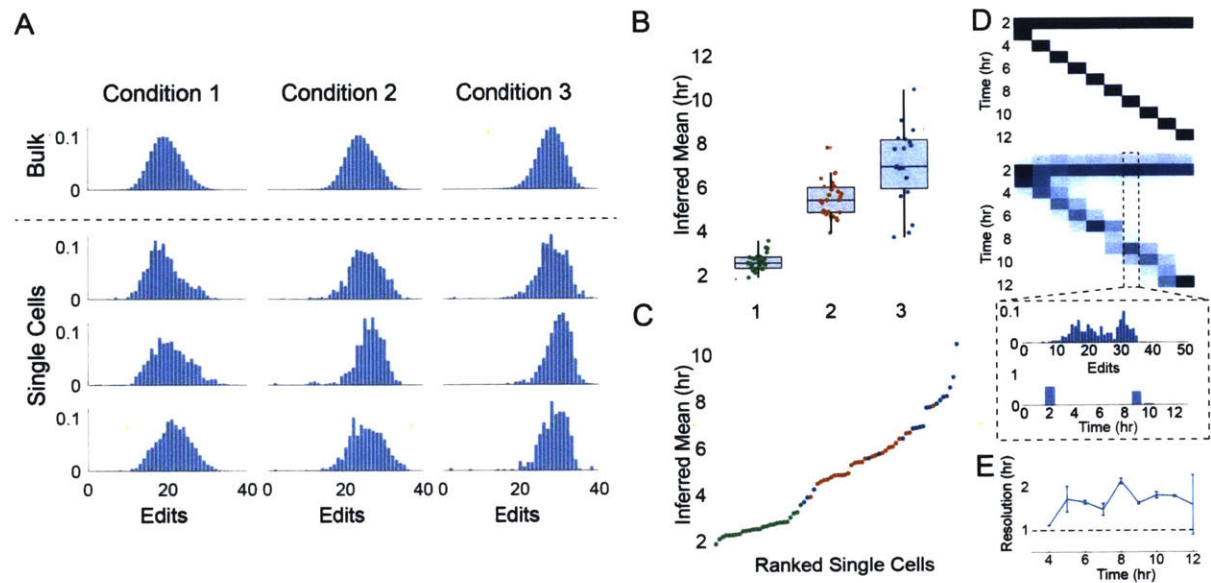 A
Condition 1 Condition 2 Condition 3
Bulk
0.1
0
Single Cells
0.1
0
0.1
0
0.1
0
0 20 40 0 20 40 0 20 40
Edits Edits Edits
B
Inferred Mean (hr)
12
10
8
6
4
2
1 2 3
C
Inferred Mean (hr)
10
8
6
4
2
Ranked Single Cells
D
Time (hr)
2
4
6
8
10
12
Time (hr)
2
4
6
8
10
12
0.1
0
0 10 20 30 40 50
Edits
1
0
0 2 4 6 8 10 12
Time (hr)
E
Resolution (hr)
2
1
4 6 8 10 12
Time (hr)